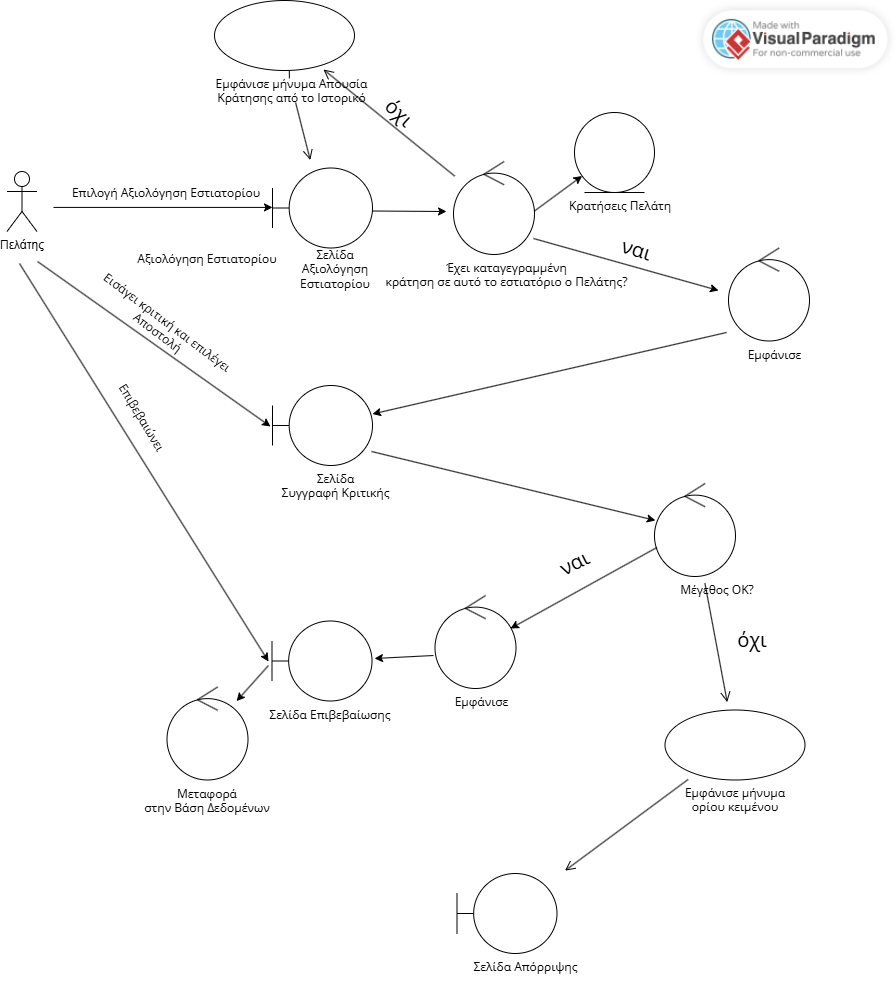 Made with
Visual Paradigm
For non-commercial use
Εμφάνισε μήνυμα Απουσία
Κράτησης από το Ιστορικό
όχι
Κρατήσεις Πελάτη
Επιλογή Αξιολόγηση Εστιατορίου
Πελάτης
Αξιολόγηση Εστιατορίου
Σελίδα
Αξιολόγηση
Εστιατορίου
Έχει καταγεγραμμένη
κράτηση σε αυτό το εστιατόριο ο Πελάτης?
ναι
Εμφάνισε
Εισάγει κριτική και επιλέγει
Αποστολή
Επιβεβαιώνει
Σελίδα
Συγγραφή Κριτικής
Μέγεθος ΟΚ?
ναι
όχι
Εμφάνισε
Σελίδα Επιβεβαίωσης
Μεταφορά
στην Βάση Δεδομένων
Εμφάνισε μήνυμα
ορίου κειμένου
Σελίδα Απόρριψης